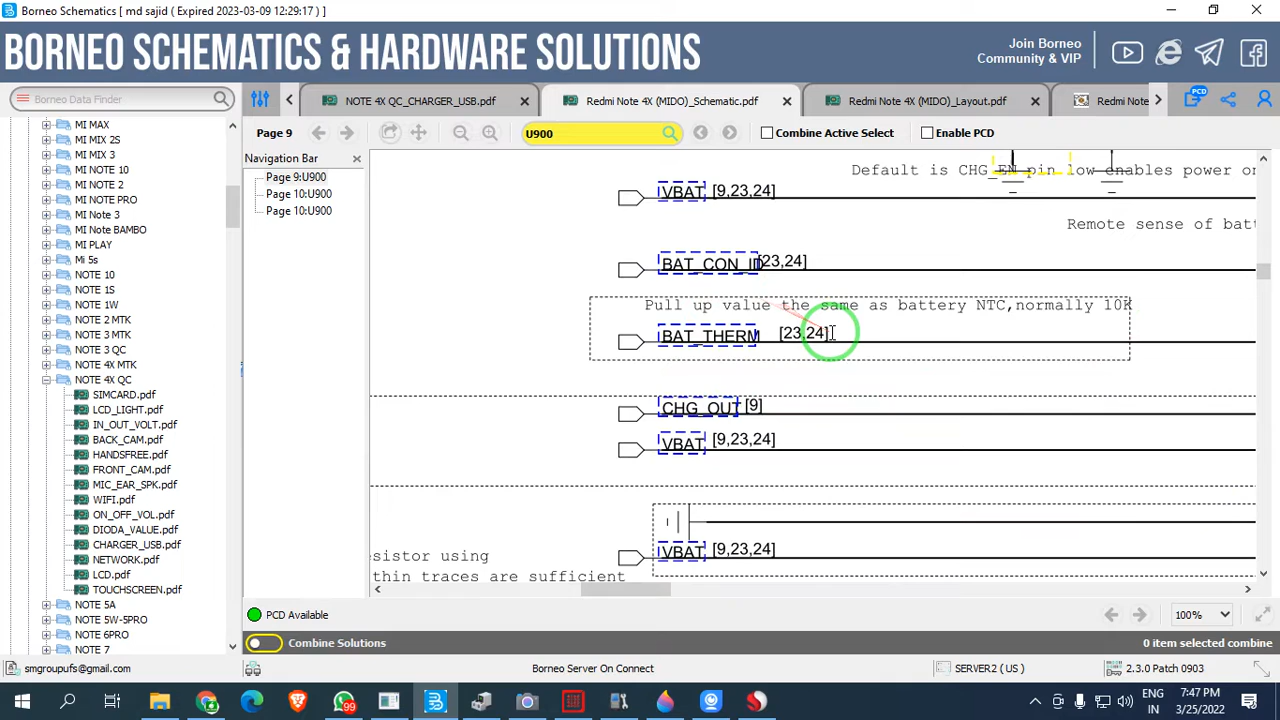 Borneo Schematics [ md sajid ( Expired 2023-03-09 12:29:17 ) ]
BORNEO SCHEMATICS & HARDWARE SOLUTIONS
Join Borneo
Community & VIP
Borneo Data Finder
NOTE 4X QC_CHARGER_USB.pdf
Redmi Note 4X (MIDO)_Schematic.pdf
Redmi Note 4X (MIDO)_Layout.pdf
Redmi Note
PCD
Page 9
U900
Combine Active Select
Enable PCD
Navigation Bar
Page 9:U900
Page 10:U900
Page 10:U900
MI MAX
MI MIX 2S
MI MIX 3
MI NOTE 10
MI NOTE 2
MI NOTE PRO
MI Note 3
MI Note BAMBO
MI PLAY
Mi 5s
NOTE 10
NOTE 1S
NOTE 1W
NOTE 2 MTK
NOTE 3 MTK
NOTE 3 QC
NOTE 4X MTK
NOTE 4X QC
SIMCARD.pdf
LCD_LIGHT.pdf
IN_OUT_VOLT.pdf
BACK_CAM.pdf
HANDSFREE.pdf
FRONT_CAM.pdf
MIC_EAR_SPK.pdf
WIFI.pdf
ON_OFF_VOL.pdf
DIODA_VALUE.pdf
CHARGER_USB.pdf
NETWORK.pdf
LCD.pdf
TOUCHSCREEN.pdf
NOTE 5A
NOTE 5W-5PRO
NOTE 6PRO
NOTE 7
Default is CHG_EN pin low enables power on
VBAT [9,23,24]
Remote sense of bat
BAT_CON_ID [23,24]
Pull up value the same as battery NTC,normally 10K
BAT_THERM [23,24]
CHG_OUT [9]
VBAT [9,23,24]
VBAT [9,23,24]
esistor using
thin traces are sufficient
PCD Available
100%
Combine Solutions
0 item selected combine
smgroupufs@gmail.com
Borneo Server On Connect
SERVER2 ( US )
2.3.0 Patch 0903
99
ENG
IN
7:47 PM
3/25/2022